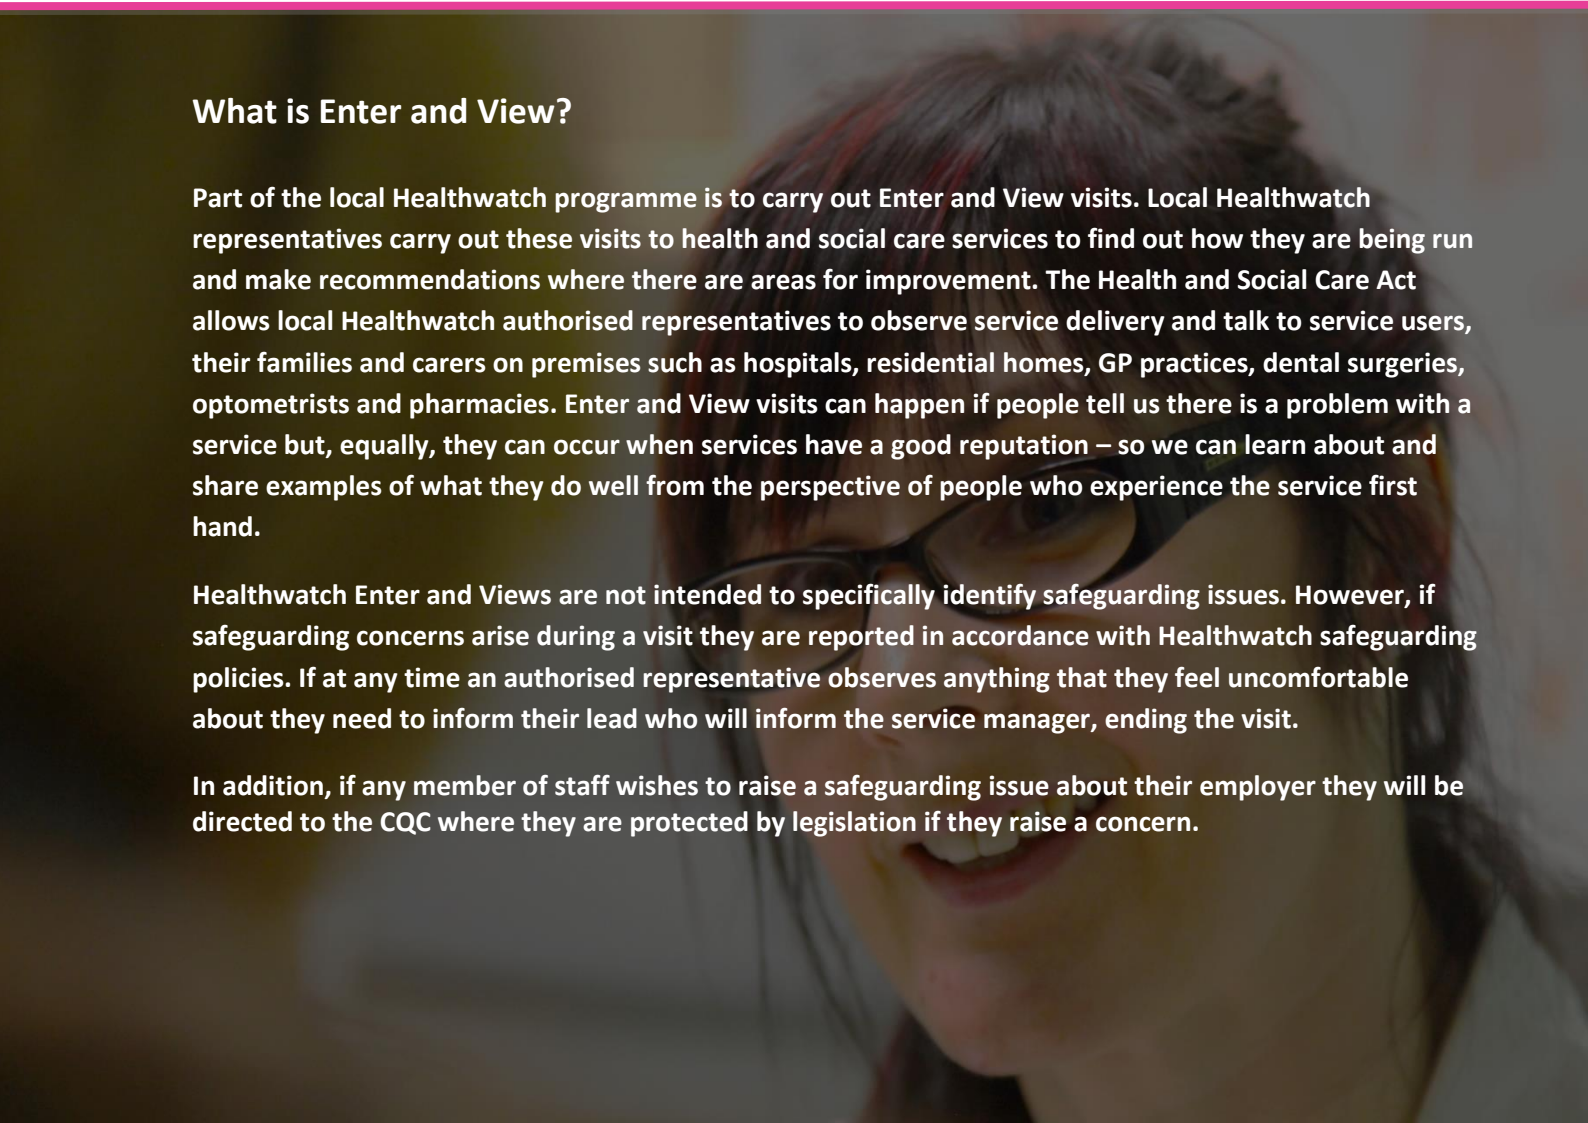 What is Enter and View?
Part of the local Healthwatch programme is to carry out Enter and View visits. Local Healthwatch
representatives carry out these visits to health and social care services to find out how they are being run
and make recommendations where there are areas for improvement. The Health and Social Care Act
allows local Healthwatch authorised representatives to observe service delivery and talk to service users,
their families and carers on premises such as hospitals, residential homes, GP practices, dental surgeries,
optometrists and pharmacies. Enter and View visits can happen if people tell us there is a problem with a
service but, equally, they can occur when services have a good reputation – so we can learn about and
share examples of what they do well from the perspective of people who experience the service first
hand.
Healthwatch Enter and Views are not intended to specifically identify safeguarding issues. However, if
safeguarding concerns arise during a visit they are reported in accordance with Healthwatch safeguarding
policies. If at any time an authorised representative observes anything that they feel uncomfortable
about they need to inform their lead who will inform the service manager, ending the visit.
In addition, if any member of staff wishes to raise a safeguarding issue about their employer they will be
directed to the CQC where they are protected by legislation if they raise a concern.